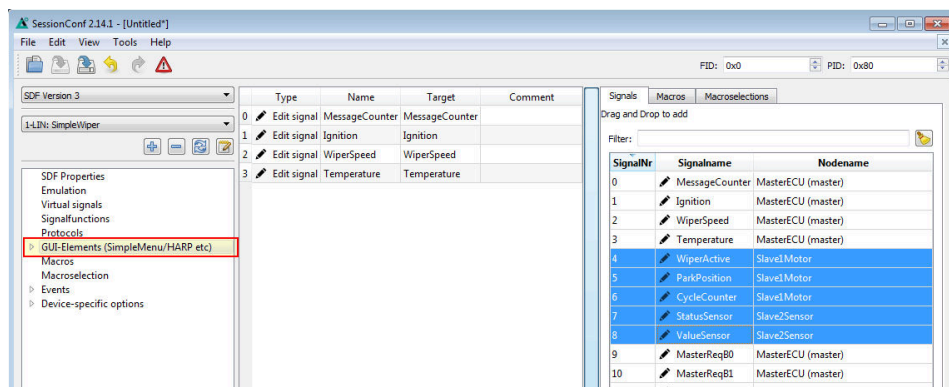 SessionConf 2.14.1 - [Untitled*]
File Edit View Tools Help
FID: 0x0 PID: 0x80
SDF Version 3
1-LIN: SimpleWiper
SDF Properties
Emulation
Virtual signals
Signalfunctions
Protocols
GUI-Elements (SimpleMenu/HARP etc)
Macros
Macroselection
Events
Device-specific options
Type Name Target Comment
0 Edit signal MessageCounter MessageCounter
1 Edit signal Ignition Ignition
2 Edit signal WiperSpeed WiperSpeed
3 Edit signal Temperature Temperature
Signals Macros Macroselections
Drag and Drop to add
Filter:
SignalNr Signalname Nodename
0 MessageCounter MasterECU (master)
1 Ignition MasterECU (master)
2 WiperSpeed MasterECU (master)
3 Temperature MasterECU (master)
4 WiperActive Slave1Motor
5 ParkPosition Slave1Motor
6 CycleCounter Slave1Motor
7 StatusSensor Slave2Sensor
8 ValueSensor Slave2Sensor
9 MasterReqB0 MasterECU (master)
10 MasterReqB1 MasterECU (master)